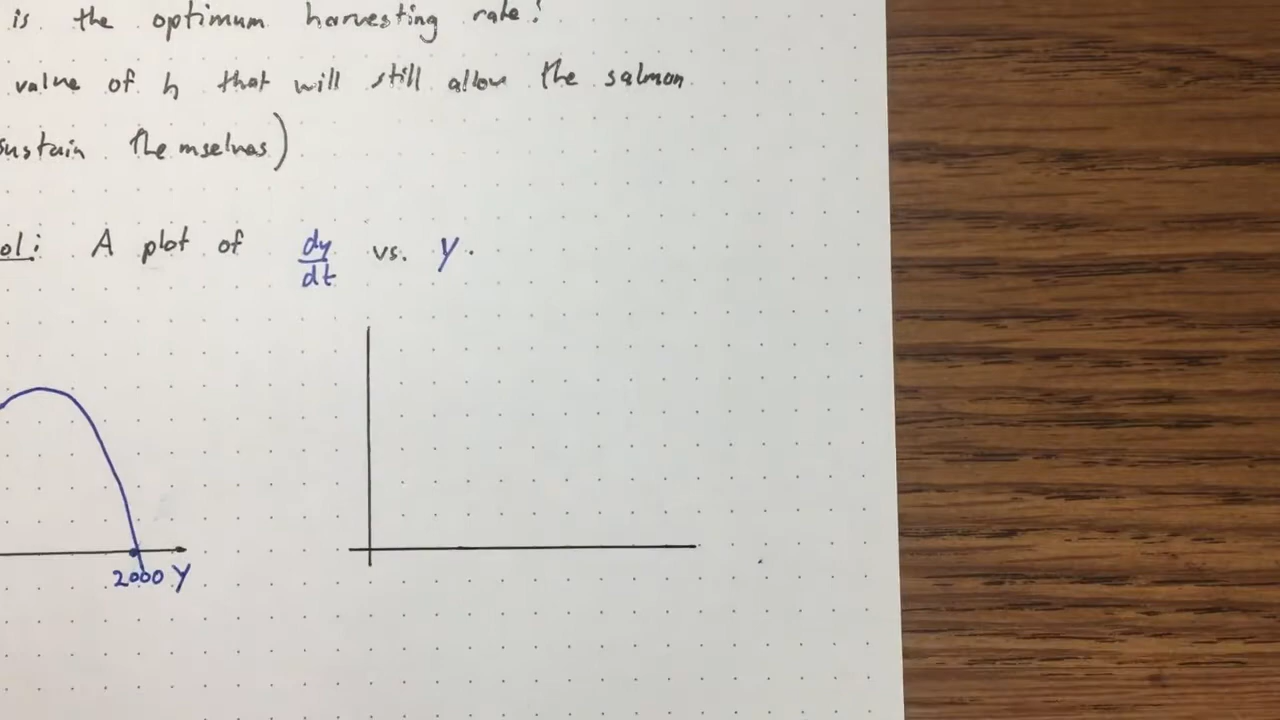 is the optimum harvesting rate?
value of h that will still allow the salmon
sustain themselves)
ol: A plot of dy/dt vs. y.
2000 y